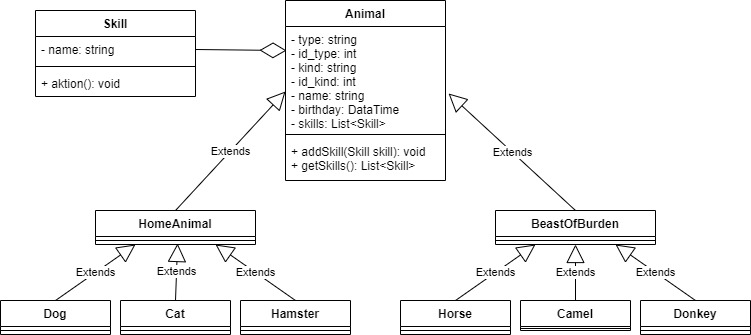 Skill
- name: string
+ aktion(): void
Animal
- type: string
- id_type: int
- kind: string
- id_kind: int
- name: string
- birthday: DataTime
- skills: List<Skill>
+ addSkill(Skill skill): void
+ getSkills(): List<Skill>
Extends
Extends
HomeAnimal
BeastOfBurden
Extends
Extends
Extends
Extends
Extends
Extends
Dog
Cat
Hamster
Horse
Camel
Donkey